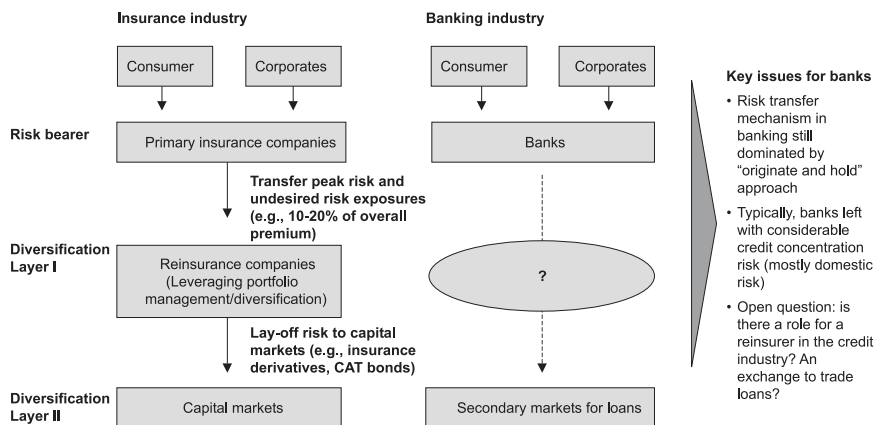 Insurance industry
Banking industry
Consumer
Corporates
Consumer
Corporates
Risk bearer
Primary insurance companies
Banks
Transfer peak risk and
undesired risk exposures
(e.g., 10-20% of overall
premium)
Diversification
Layer I
Reinsurance companies
(Leveraging portfolio
management/diversification)
?
Lay-off risk to capital
markets (e.g., insurance
derivatives, CAT bonds)
Diversification
Layer II
Capital markets
Secondary markets for loans
Key issues for banks
• Risk transfer
mechanism in
banking still
dominated by
“originate and hold”
approach
• Typically, banks left
with considerable
credit concentration
risk (mostly domestic
risk)
• Open question: is
there a role for a
reinsurer in the credit
industry? An
exchange to trade
loans?